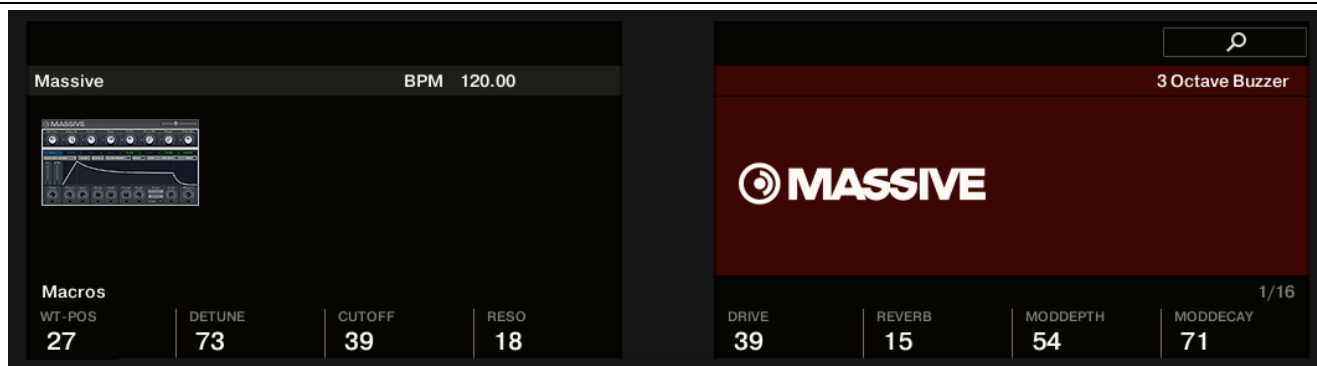 Massive BPM 120.00
MASSIVE
Macros
WT-POS DETUNE CUTOFF RESO
27 73 39 18
3 Octave Buzzer
MASSIVE
1/16
DRIVE REVERB MODDEPTH MODDECAY
39 15 54 71